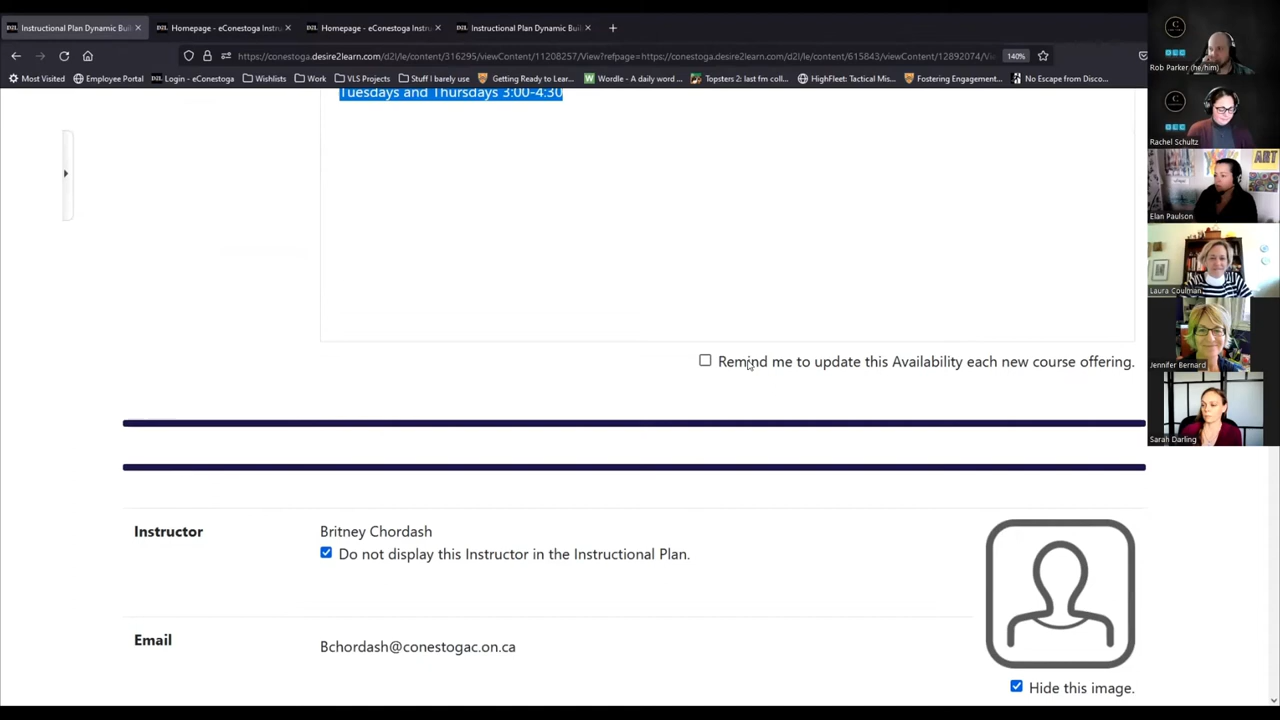 Instructional Plan Dynamic Buil
Homepage - eConestoga Instru
Homepage - eConestoga Instru
Instructional Plan Dynamic Buil
https://conestoga.desire2learn.com/d2l/le/content/316295/viewContent/11208257/View?refpage=https://conestoga.desire2learn.com/d2l/le/content/615843/viewContent/12892074/Vi
140%
Most Visited
Employee Portal
D2L Login - eConestoga
Wishlists
Work
VLS Projects
Stuff I barely use
Getting Ready to Lear...
Wordle - A daily word ...
Topsters 2: last fm coll...
HighFleet: Tactical Mis...
Fostering Engagement...
No Escape from Disco...
Tuesdays and Thursdays 3:00-4:30
Remind me to update this Availability each new course offering.
Instructor
Britney Chordash
Do not display this Instructor in the Instructional Plan.
Email
Bchordash@conestogac.on.ca
Hide this image.
Rob Parker (he/him)
Rachel Schultz
ART
Elan Paulson
Laura Coulman
Jennifer Bernard
Sarah Darling